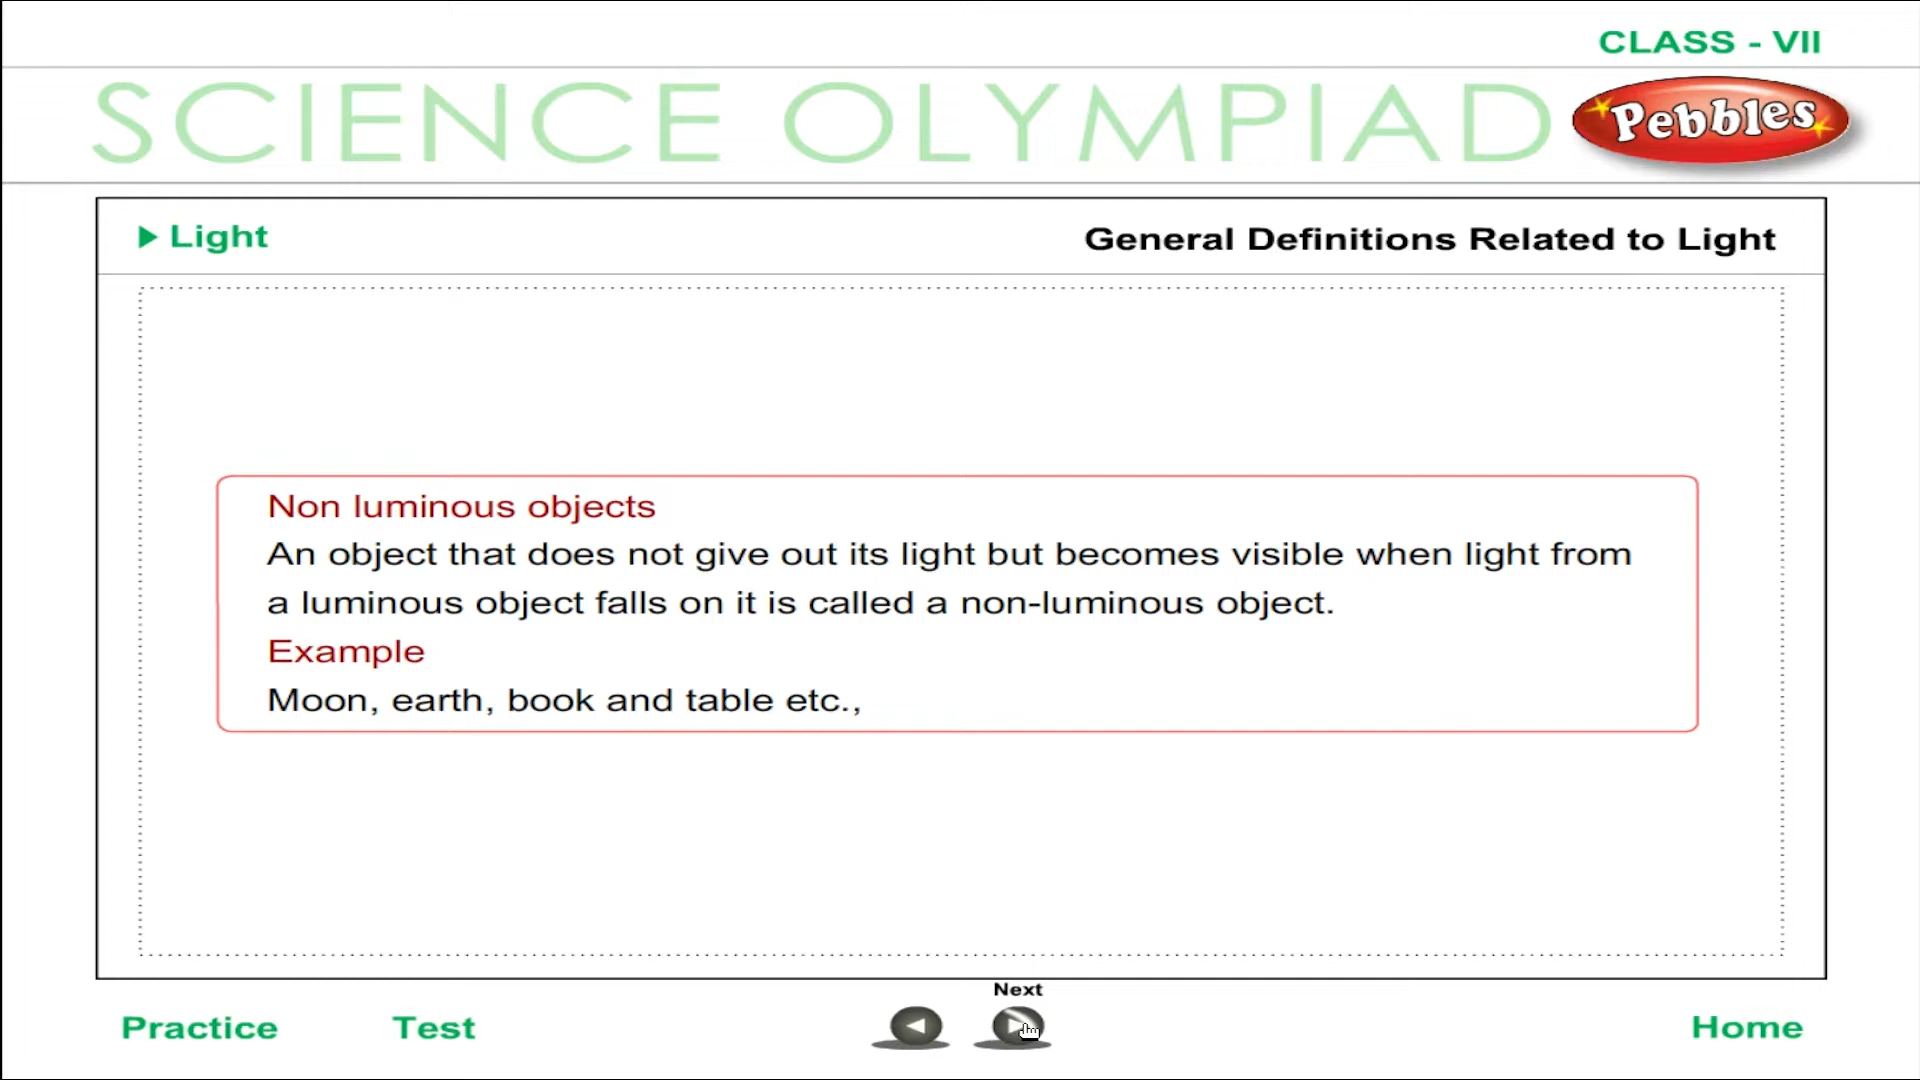 CLASS - VII
SCIENCE OLYMPIAD
Pebbles
Light
General Definitions Related to Light
Non luminous objects
An object that does not give out its light but becomes visible when light from
a luminous object falls on it is called a non-luminous object.
Example
Moon, earth, book and table etc.,
Next
Practice
Test
Home